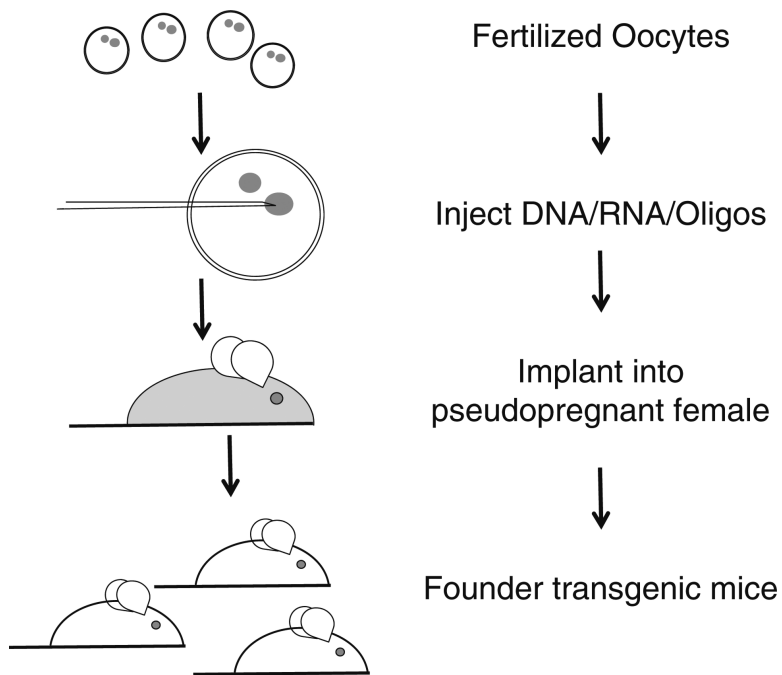 Fertilized Oocytes
Inject DNA/RNA/Oligos
Implant into
pseudopregnant female
Founder transgenic mice